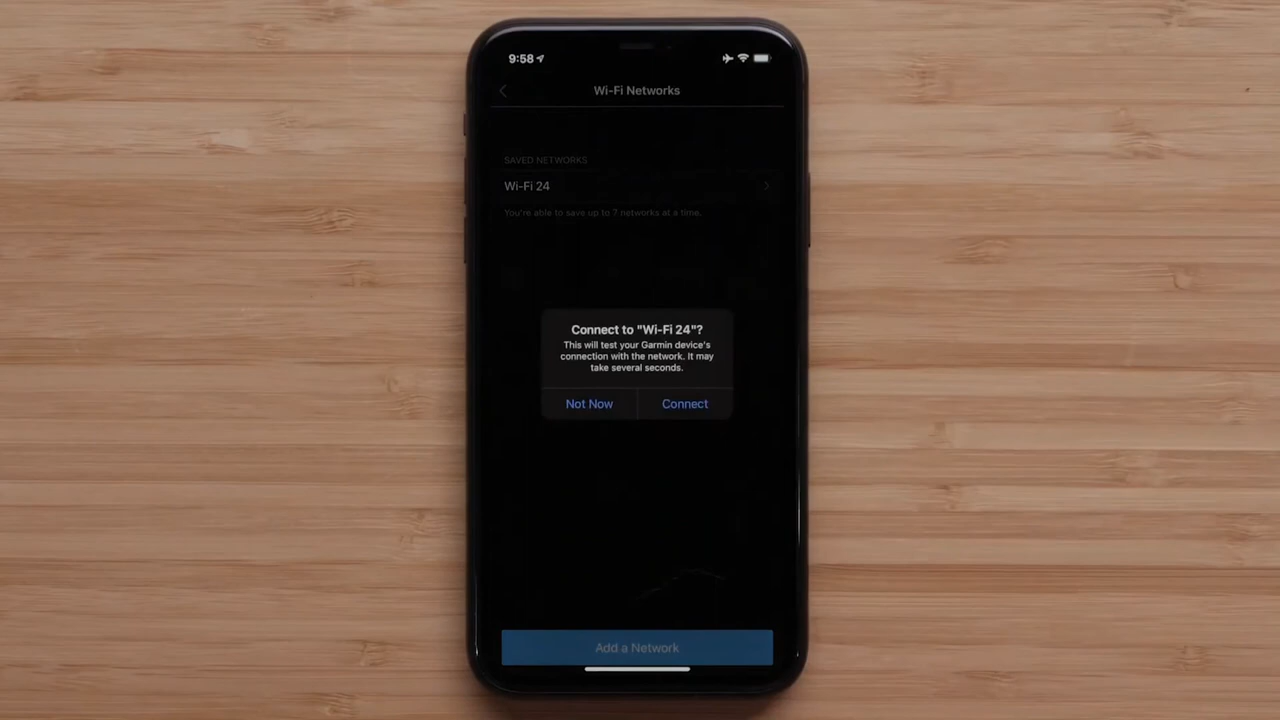 9:58
Wi-Fi Networks
SAVED NETWORKS
Wi-Fi 24
You're able to save up to 7 networks at a time.
Connect to "Wi-Fi 24"?
This will test your Garmin device's
connection with the network. It may
take several seconds.
Not Now
Connect
Add a Network